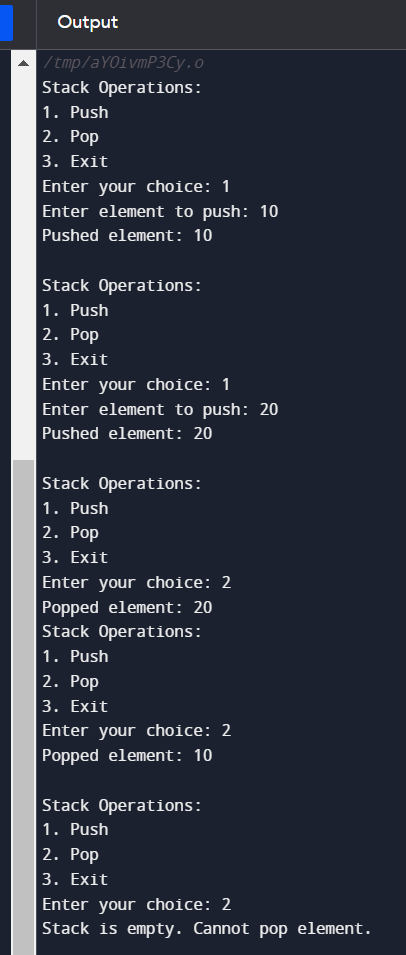 Output
/tmp/aYOivmP3Cy.o
Stack Operations:
1. Push
2. Pop
3. Exit
Enter your choice: 1
Enter element to push: 10
Pushed element: 10
Stack Operations:
1. Push
2. Pop
3. Exit
Enter your choice: 1
Enter element to push: 20
Pushed element: 20
Stack Operations:
1. Push
2. Pop
3. Exit
Enter your choice: 2
Popped element: 20
Stack Operations:
1. Push
2. Pop
3. Exit
Enter your choice: 2
Popped element: 10
Stack Operations:
1. Push
2. Pop
3. Exit
Enter your choice: 2
Stack is empty. Cannot pop element.